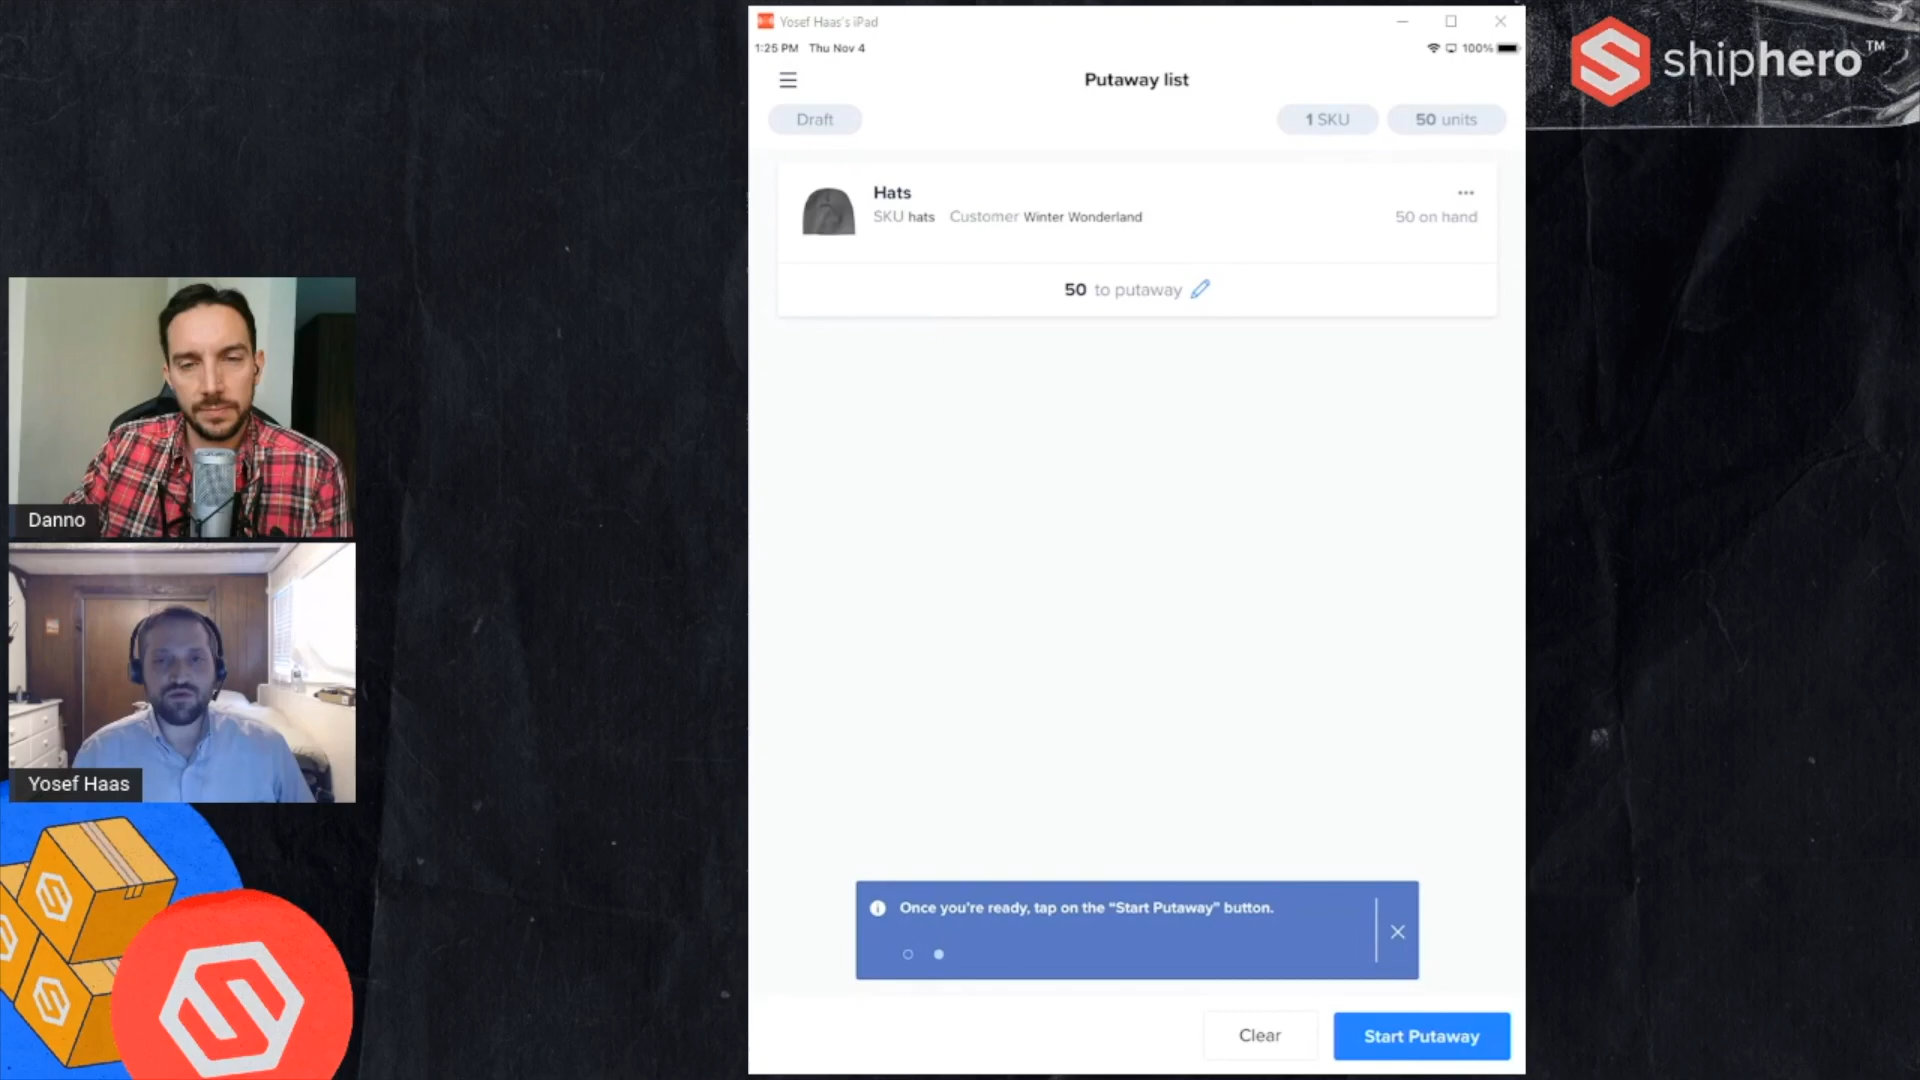 Yosef Haas's iPad
1:25 PM Thu Nov 4
100%
Putaway list
Draft
1 SKU
50 units
Hats
SKU hats Customer Winter Wonderland
50 on hand
50 to putaway
Once you're ready, tap on the “Start Putaway” button.
Clear
Start Putaway
shiphero™
Danno
Yosef Haas